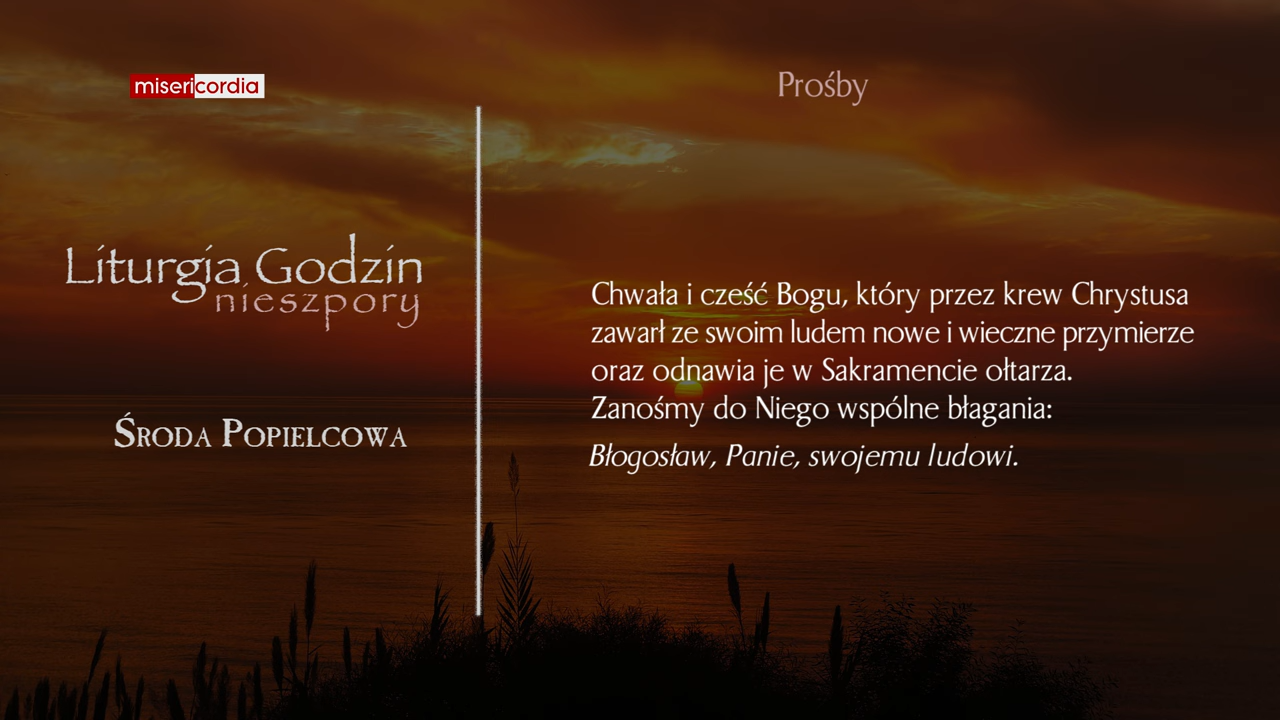 misericordia
Prośby
Liturgia Godzin
nieszpory
Środa Popielcowa
Chwała i cześć Bogu, który przez krew Chrystusa
zawarł ze swoim ludem nowe i wieczne przymierze
oraz odnawia je w Sakramencie ołtarza.
Zanośmy do Niego wspólne błagania:
Błogosław, Panie, swojemu ludowi.